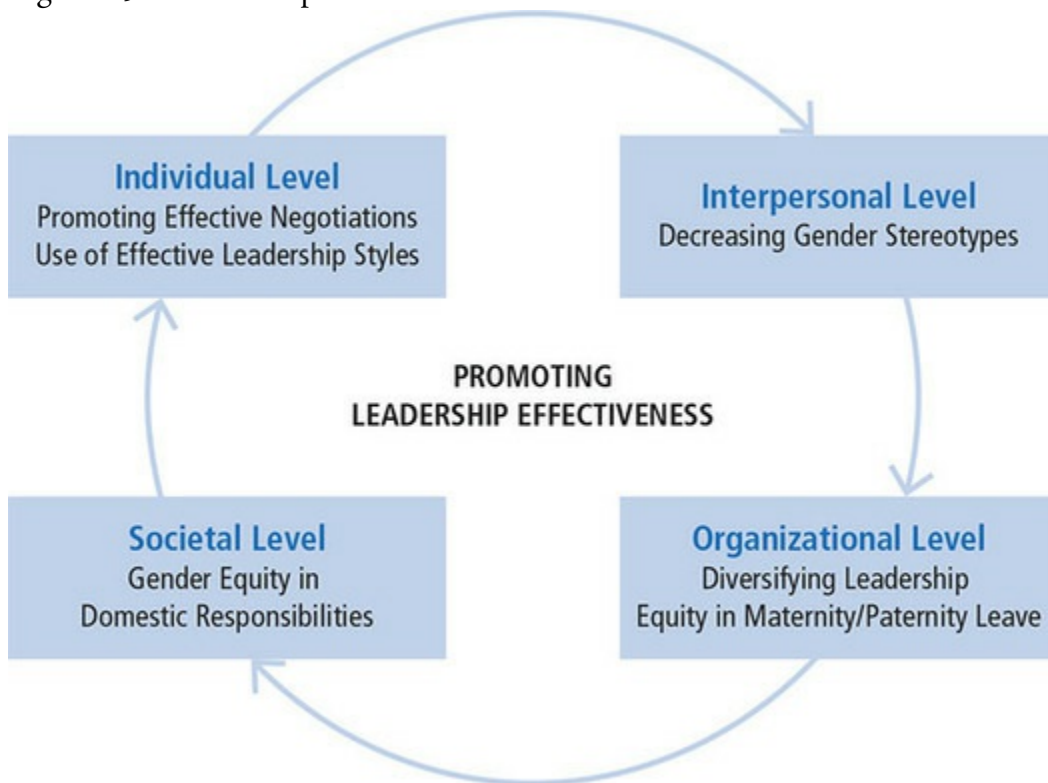 Individual Level
Promoting Effective Negotiations
Use of Effective Leadership Styles
Interpersonal Level
Decreasing Gender Stereotypes
PROMOTING
LEADERSHIP EFFECTIVENESS
Societal Level
Gender Equity in
Domestic Responsibilities
Organizational Level
Diversifying Leadership
Equity in Maternity/Paternity Leave